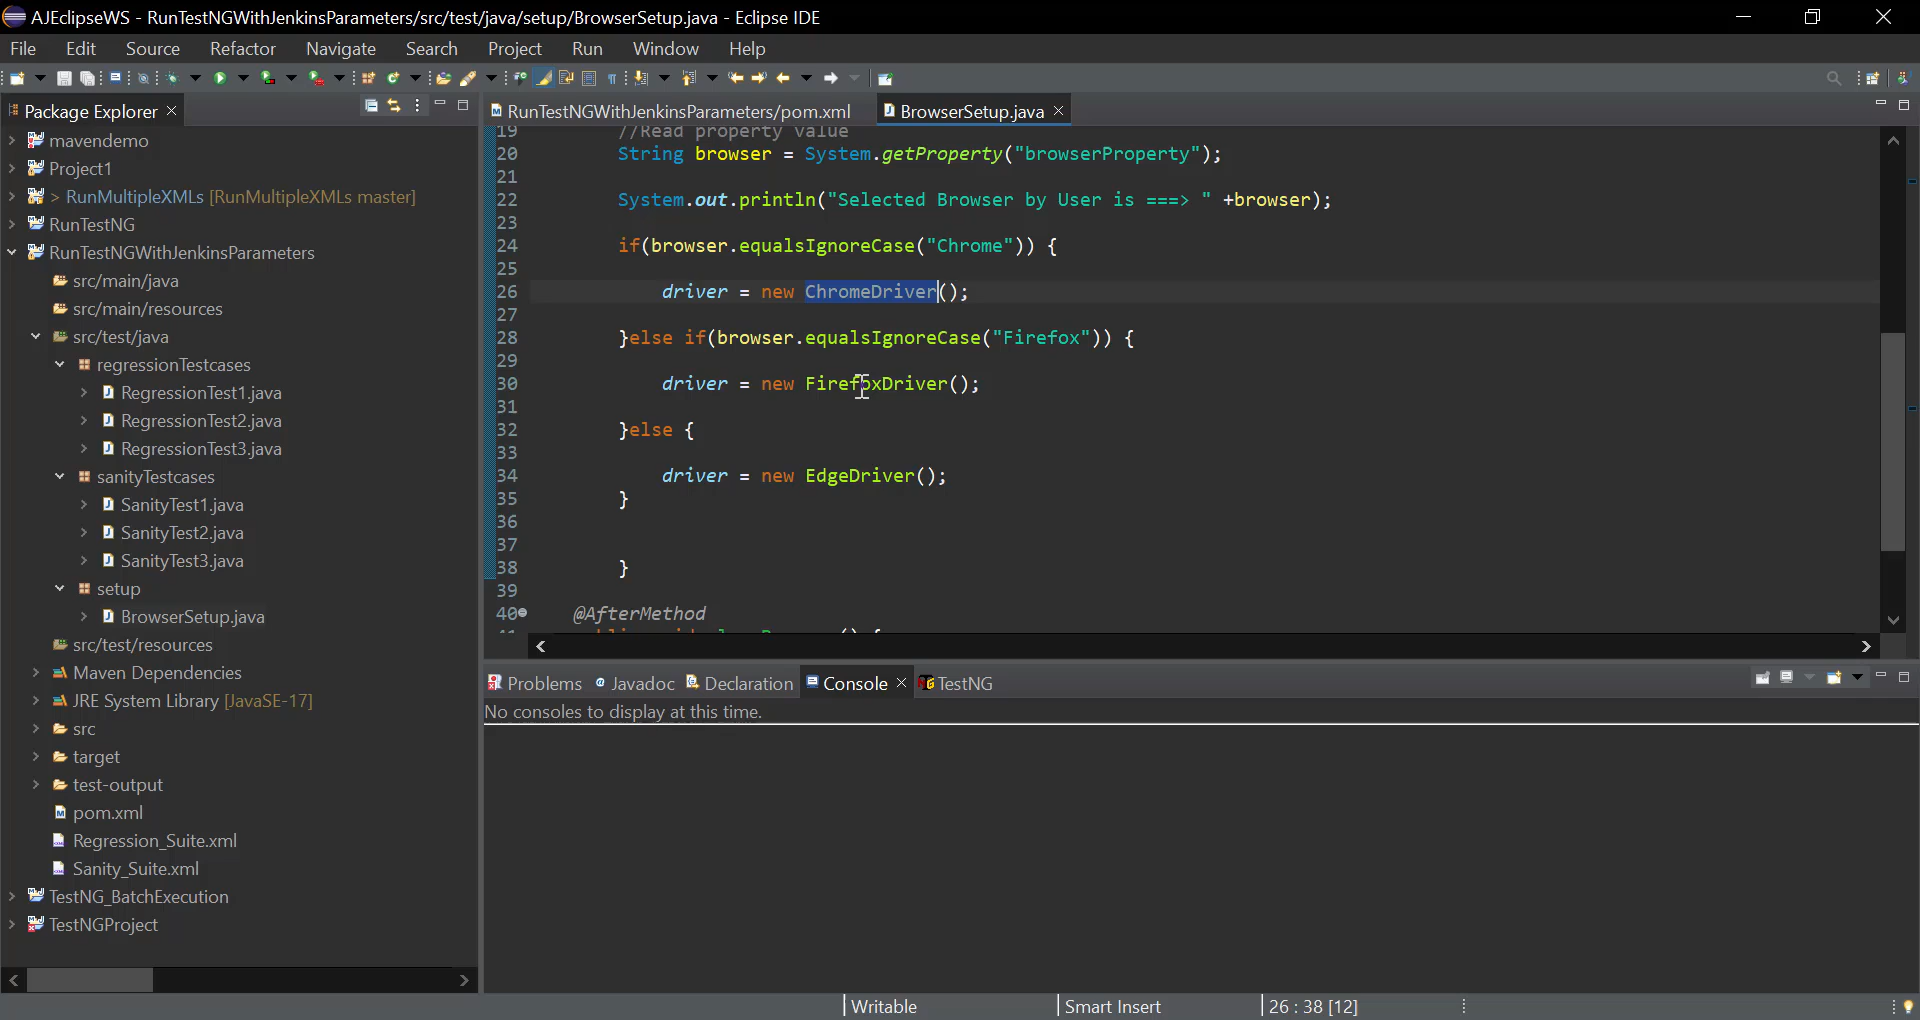 AJEclipseWS - RunTestNGWithJenkinsParameters/src/test/java/setup/BrowserSetup.java - Eclipse IDE
File Edit Source Refactor Navigate Search Project Run Window Help
Package Explorer
mavendemo
Project1
> RunMultipleXMLs [RunMultipleXMLs master]
RunTestNG
RunTestNGWithJenkinsParameters
src/main/java
src/main/resources
src/test/java
regressionTestcases
RegressionTest1.java
RegressionTest2.java
RegressionTest3.java
sanityTestcases
SanityTest1.java
SanityTest2.java
SanityTest3.java
setup
BrowserSetup.java
src/test/resources
Maven Dependencies
JRE System Library [JavaSE-17]
src
target
test-output
pom.xml
Regression_Suite.xml
Sanity_Suite.xml
TestNG_BatchExecution
TestNGProject
RunTestNGWithJenkinsParameters/pom.xml BrowserSetup.java
19 //Read property value
20 String browser = System.getProperty("browserProperty");
21
22 System.out.println("Selected Browser by User is ===> " +browser);
23
24 if(browser.equalsIgnoreCase("Chrome")) {
25
26 driver = new ChromeDriver();
27
28 }else if(browser.equalsIgnoreCase("Firefox")) {
29
30 driver = new FirefoxDriver();
31
32 }else {
33
34 driver = new EdgeDriver();
35 }
36
37
38 }
39
40 @AfterMethod
Problems Javadoc Declaration Console TestNG
No consoles to display at this time.
Writable Smart Insert 26 : 38 [12]